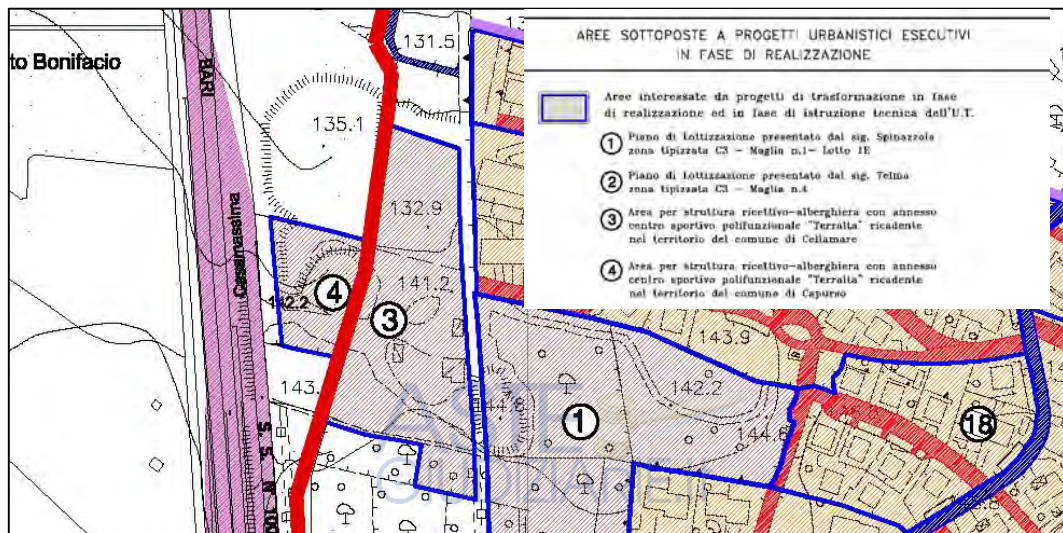 AREE SOTTOPOSTE A PROGETTI URBANISTICI ESECUTIVI
IN FASE DI REALIZZAZIONE
Aree interessate da progetti di trasformazione in fase
di realizzazione ed in fase di istruzione tecnica dell'U.T.
1 Piano di Lottizzazione presentato dal sig. Spinazzola
zona tipizzata C3 - Maglia n.1- Lotto 1E
2 Piano di Lottizzazione presentato dal sig. Telma
zona tipizzata C3 - Maglia n.4
3 Area per struttura ricettivo-alberghiera con annesso
centro sportivo polifunzionale "Terralta" ricadente
nel territorio del comune di Cellamare
4 Area per struttura ricettivo-alberghiera con annesso
centro sportivo polifunzionale "Terralta" ricadente
nel territorio del comune di Capurso
to Bonifacio
BARI
131.5
135.1
132.9
Casamassima
141.2
4
142.2
3
143.9
143.
142.2
1
144.6
18
S. S. N° 100
ASTE
GIUDIZIARIE.it